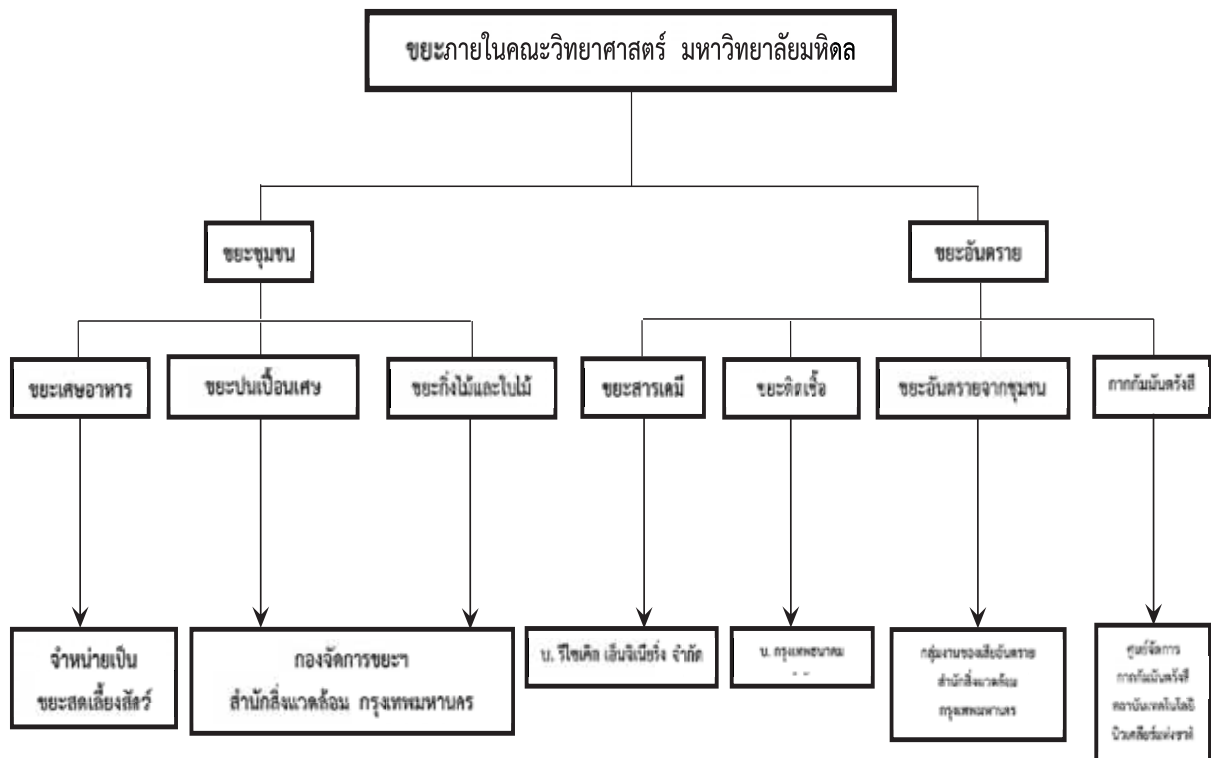 ขยะภายในคณะวิทยาศาสตร์ มหาวิทยาลัยมหิดล
ขยะชุมชน
ขยะอันตราย
ขยะเศษอาหาร
ขยะปนเปื้อนเศษ
ขยะกิ่งไม้และใบไม้
ขยะสารเคมี
ขยะติดเชื้อ
ขยะอันตรายจากชุมชน
กากกัมมันตรังสี
จำหน่ายเป็น
ขยะสดเลี้ยงสัตว์
กองจัดการขยะฯ
สำนักสิ่งแวดล้อม กรุงเทพมหานคร
บ. รีไซเคิล เอ็นจิเนียริ่ง จำกัด
บ. กรุงเทพธนาคม
กลุ่มงานของเสียอันตราย
สำนักสิ่งแวดล้อม
กรุงเทพมหานคร
ศูนย์จัดการ
กากกัมมันตรังสี
สถาบันเทคโนโลยี
นิวเคลียร์แห่งชาติ